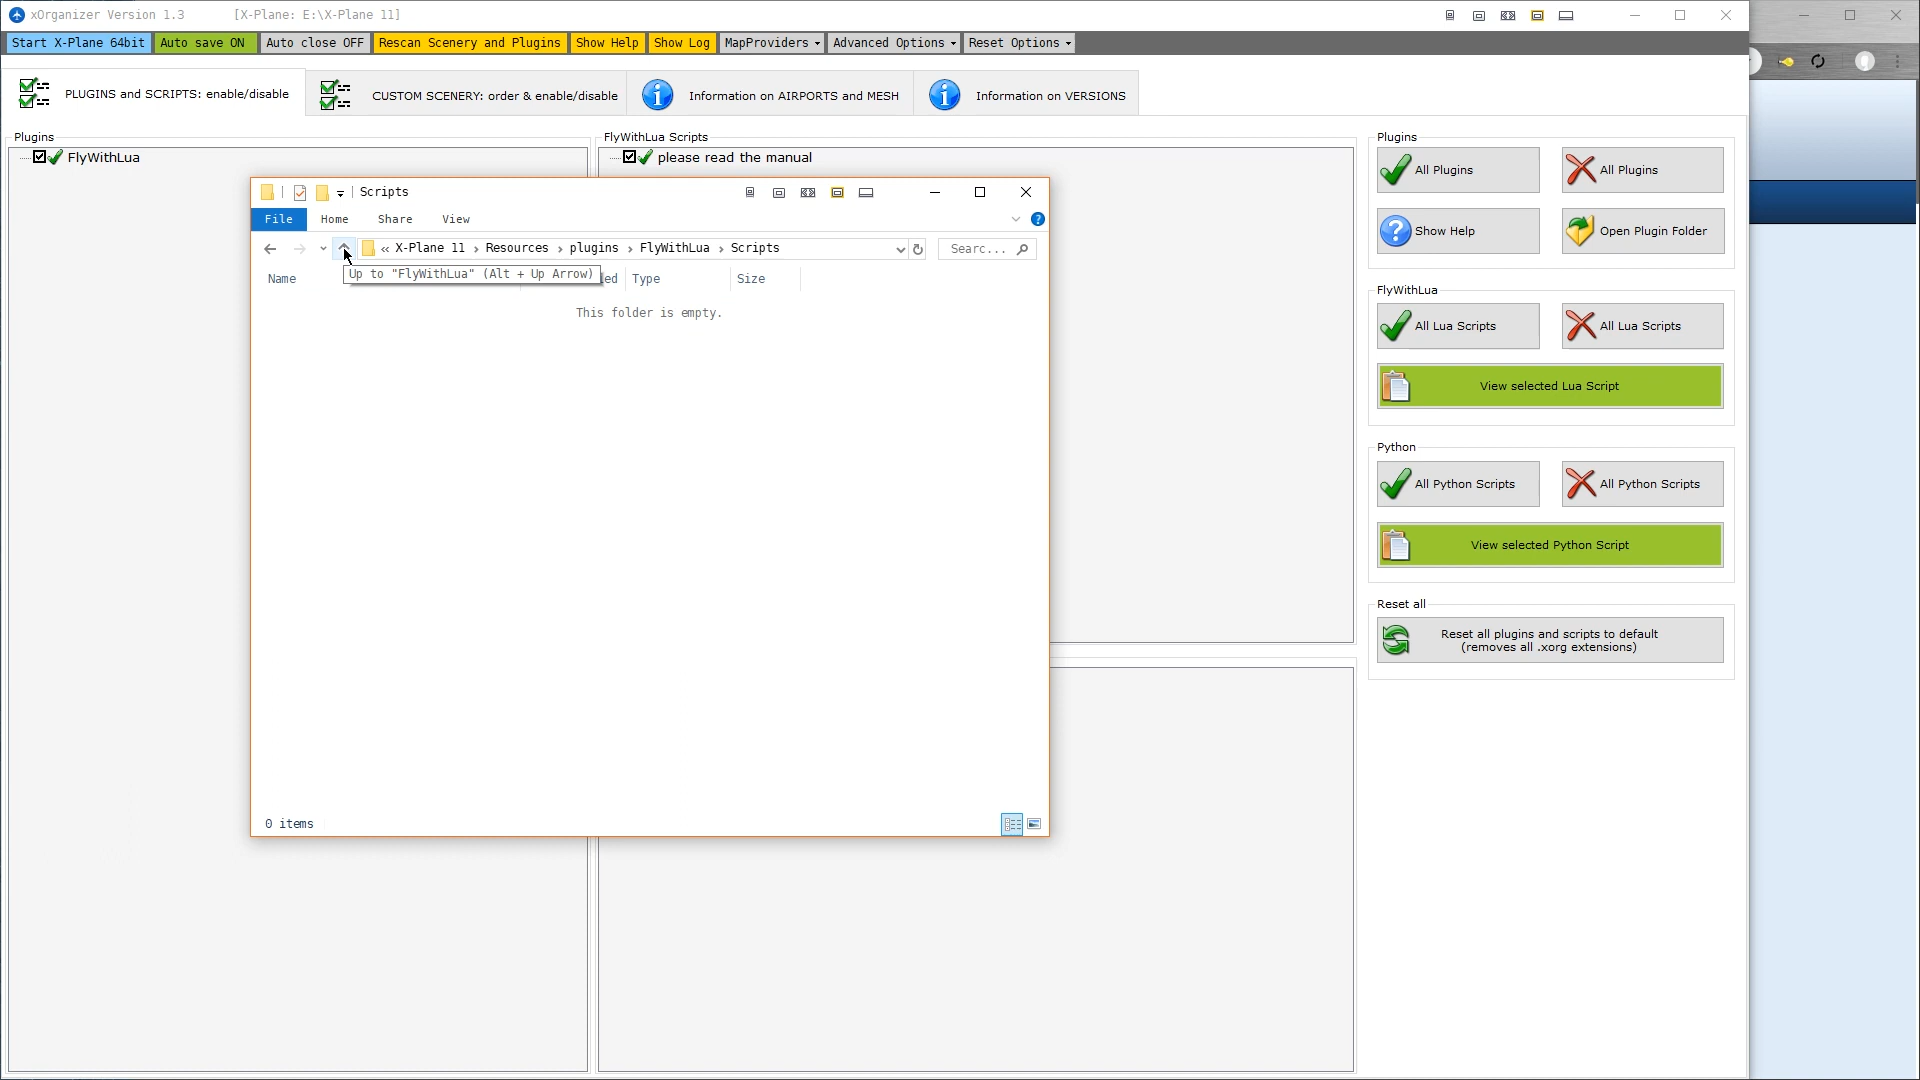 xOrganizer Version 1.3 [X-Plane: E:\X-Plane 11]
Start X-Plane 64bit Auto save ON Auto close OFF Rescan Scenery and Plugins Show Help Show Log MapProviders Advanced Options Reset Options
PLUGINS and SCRIPTS: enable/disable CUSTOM SCENERY: order & enable/disable Information on AIRPORTS and MESH Information on VERSIONS
Plugins FlyWithLua Scripts Plugins
FlyWithLua please read the manual
All Plugins All Plugins
Scripts
File Home Share View
Show Help Open Plugin Folder
« X-Plane 11 › Resources › plugins › FlyWithLua › Scripts Searc...
Up to "FlyWithLua" (Alt + Up Arrow)
Name ed Type Size
FlyWithLua
This folder is empty.
All Lua Scripts All Lua Scripts
View selected Lua Script
Python
All Python Scripts All Python Scripts
View selected Python Script
Reset all
Reset all plugins and scripts to default
(removes all .xorg extensions)
0 items